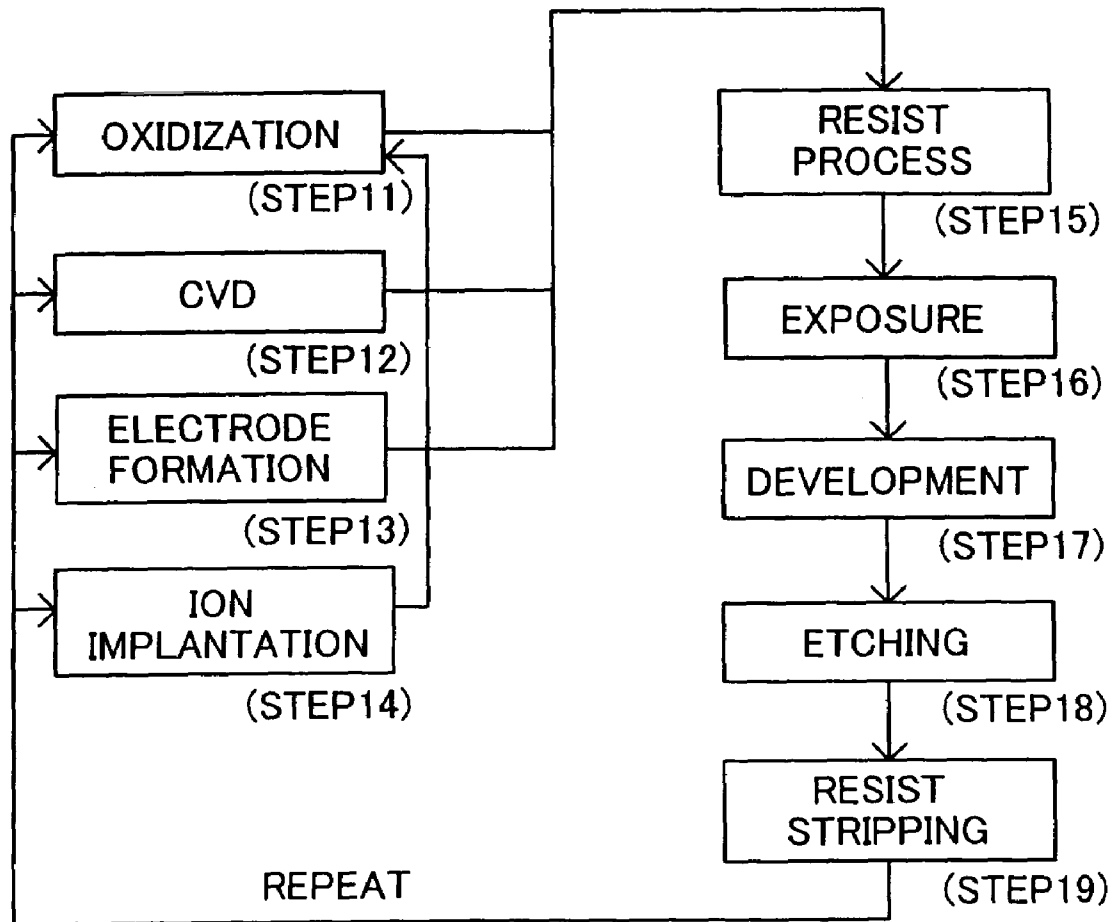 OXIDIZATION
(STEP11)
CVD
(STEP12)
ELECTRODE
FORMATION
(STEP13)
ION
IMPLANTATION
(STEP14)
RESIST
PROCESS
(STEP15)
EXPOSURE
(STEP16)
DEVELOPMENT
(STEP17)
ETCHING
(STEP18)
RESIST
STRIPPING
(STEP19)
REPEAT